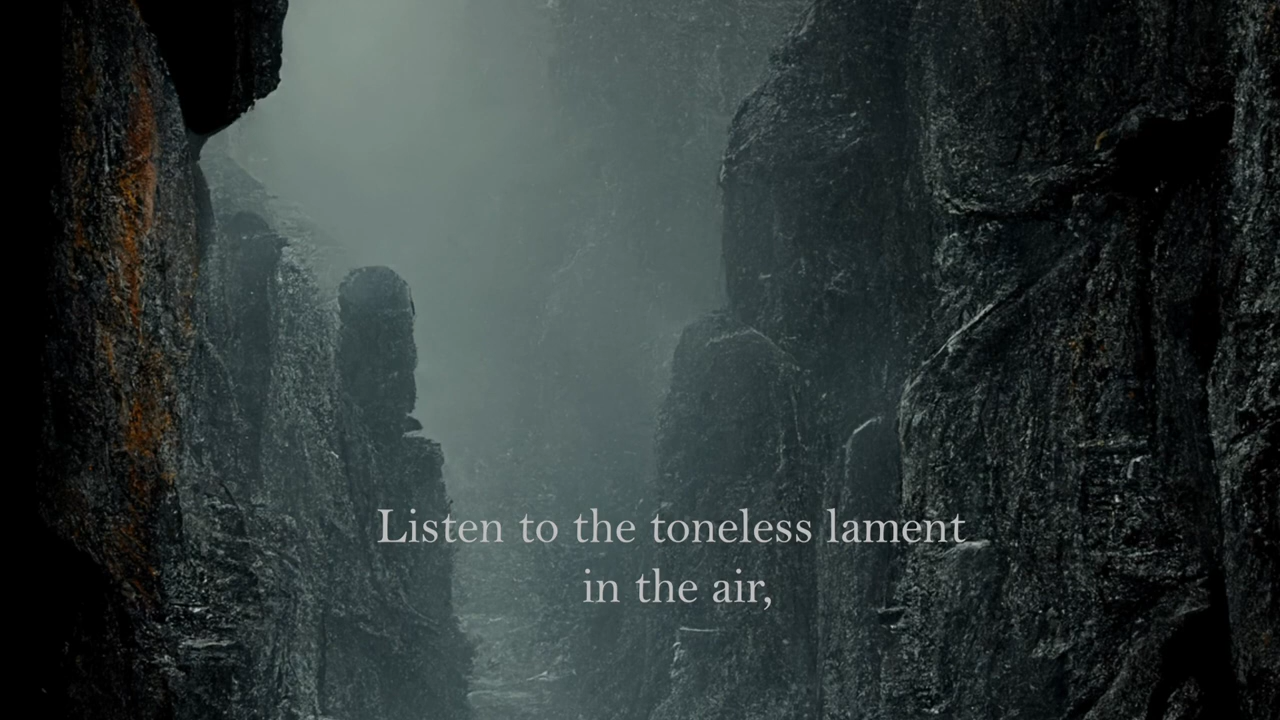 Listen to the toneless lament
in the air,